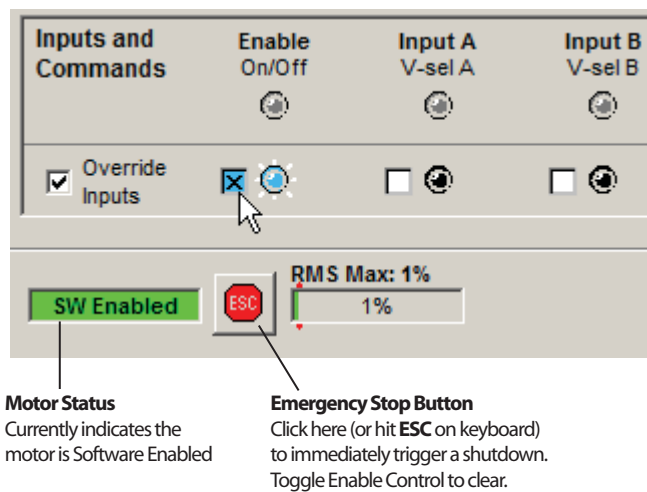 Inputs and Commands
Enable
On/Off
Input A
V-sel A
Input B
V-sel B
Override
Inputs
RMS Max: 1%
SW Enabled
ESC
1%
Motor Status
Currently indicates the
motor is Software Enabled
Emergency Stop Button
Click here (or hit ESC on keyboard)
to immediately trigger a shutdown.
Toggle Enable Control to clear.